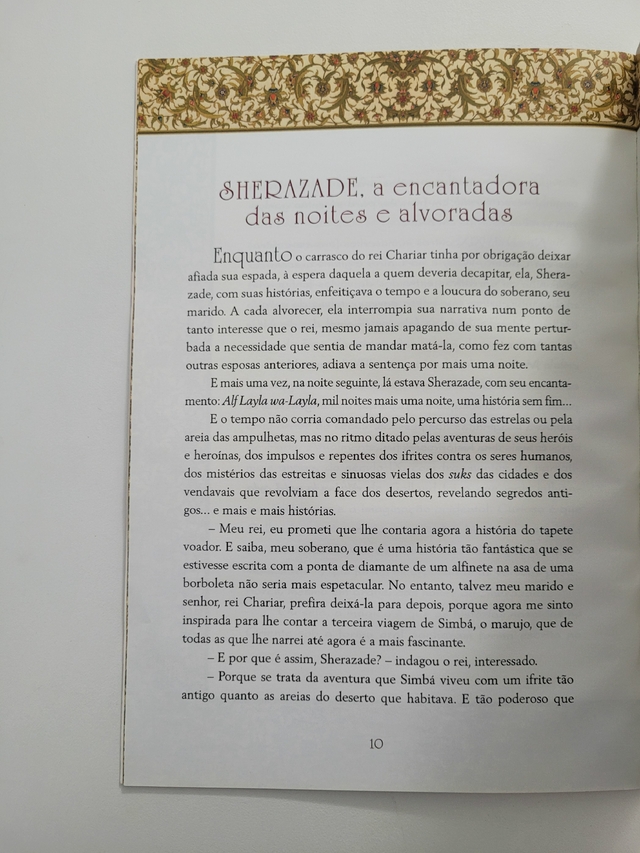 SHERAZADE, a encantadora
das noites e alvoradas
Enquanto o carrasco do rei Chariar tinha por obrigação deixar
afiada sua espada, à espera daquela a quem deveria decapitar, ela, Shera-
zade, com suas histórias, enfeitiçava o tempo e a loucura do soberano, seu
marido. A cada alvorecer, ela interrompia sua narrativa num ponto de
tanto interesse que o rei, mesmo jamais apagando de sua mente pertur-
bada a necessidade que sentia de mandar matá-la, como fez com tantas
outras esposas anteriores, adiava a sentença por mais uma noite.
E mais uma vez, na noite seguinte, lá estava Sherazade, com seu encanta-
mento: Alf Layla wa-Layla, mil noites mais uma noite, uma história sem fim...
E o tempo não corria comandado pelo percurso das estrelas ou pela
areia das ampulhetas, mas no ritmo ditado pelas aventuras de seus heróis
e heroínas, dos impulsos e repentes dos ifrites contra os seres humanos,
dos mistérios das estreitas e sinuosas vielas dos suks das cidades e dos
vendavais que revolviam a face dos desertos, revelando segredos anti-
gos... e mais e mais histórias.
– Meu rei, eu prometi que lhe contaria agora a história do tapete
voador. E saiba, meu soberano, que é uma história tão fantástica que se
estivesse escrita com a ponta de diamante de um alfinete na asa de uma
borboleta não seria mais espetacular. No entanto, talvez meu marido e
senhor, rei Chariar, prefira deixá-la para depois, porque agora me sinto
inspirada para lhe contar a terceira viagem de Simbá, o marujo, que de
todas as que lhe narrei até agora é a mais fascinante.
– E por que é assim, Sherazade? – indagou o rei, interessado.
– Porque se trata da aventura que Simbá viveu com um ifrite tão
antigo quanto as areias do deserto que habitava. E tão poderoso que
10